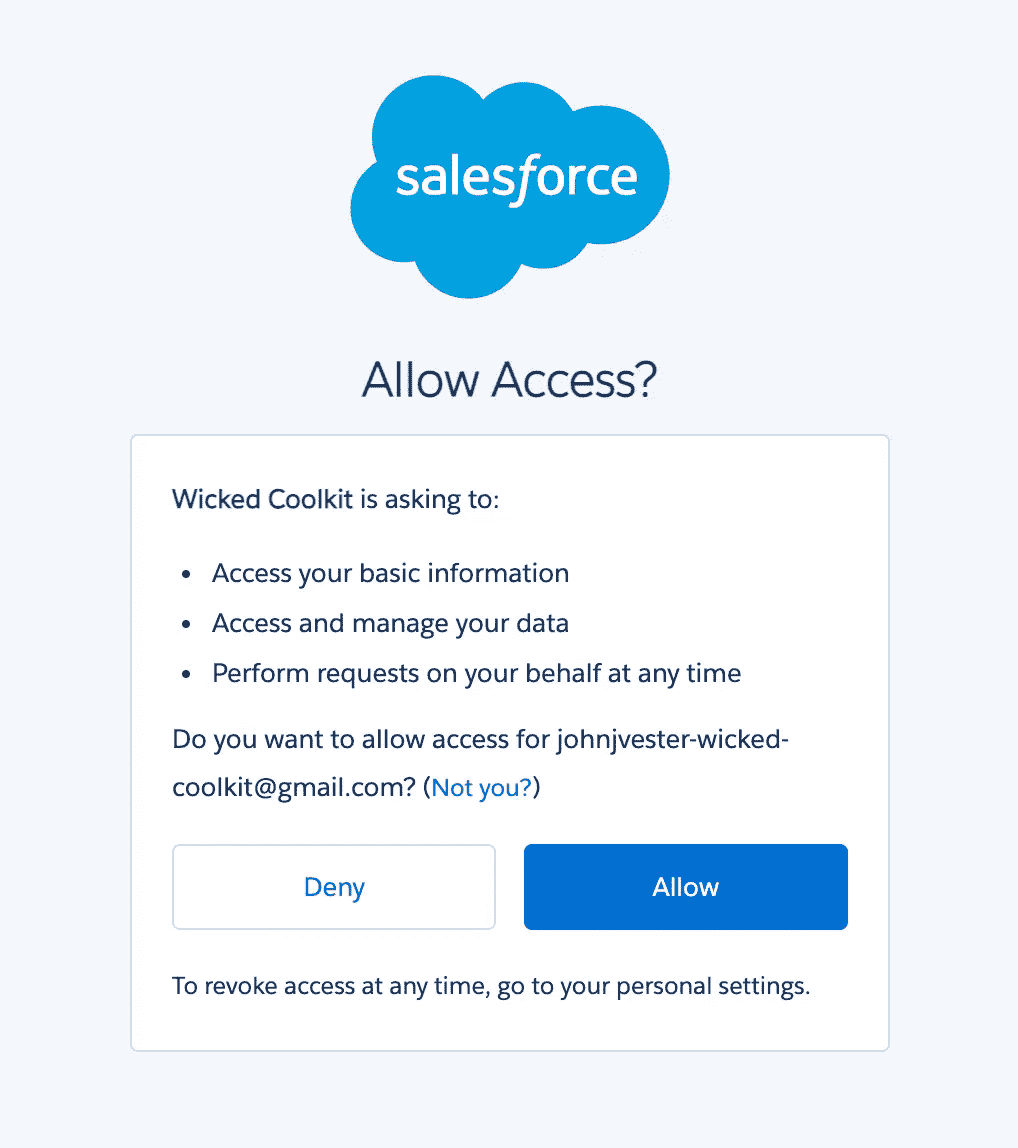 salesforce
Allow Access?
Wicked Coolkit is asking to:
• Access your basic information
• Access and manage your data
• Perform requests on your behalf at any time
Do you want to allow access for johnjvester-wicked-
coolkit@gmail.com? (Not you?)
Deny
Allow
To revoke access at any time, go to your personal settings.